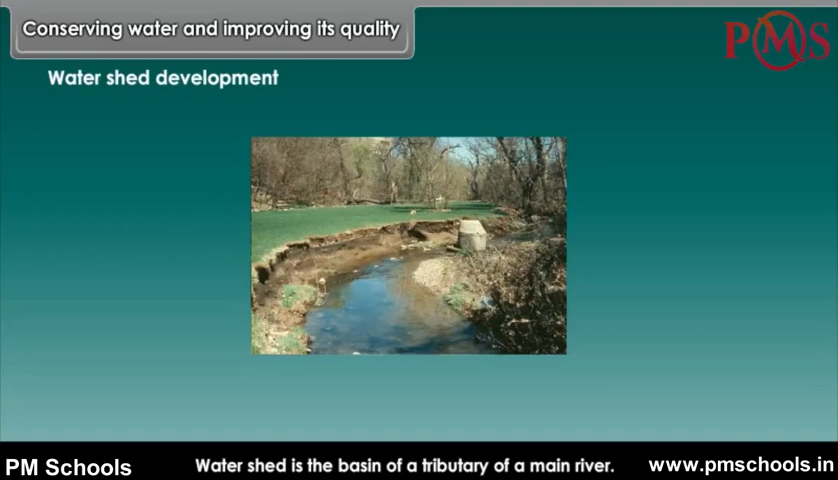 Conserving water and improving its quality
PMS
Water shed development
PM Schools
Water shed is the basin of a tributary of a main river.
www.pmschools.in